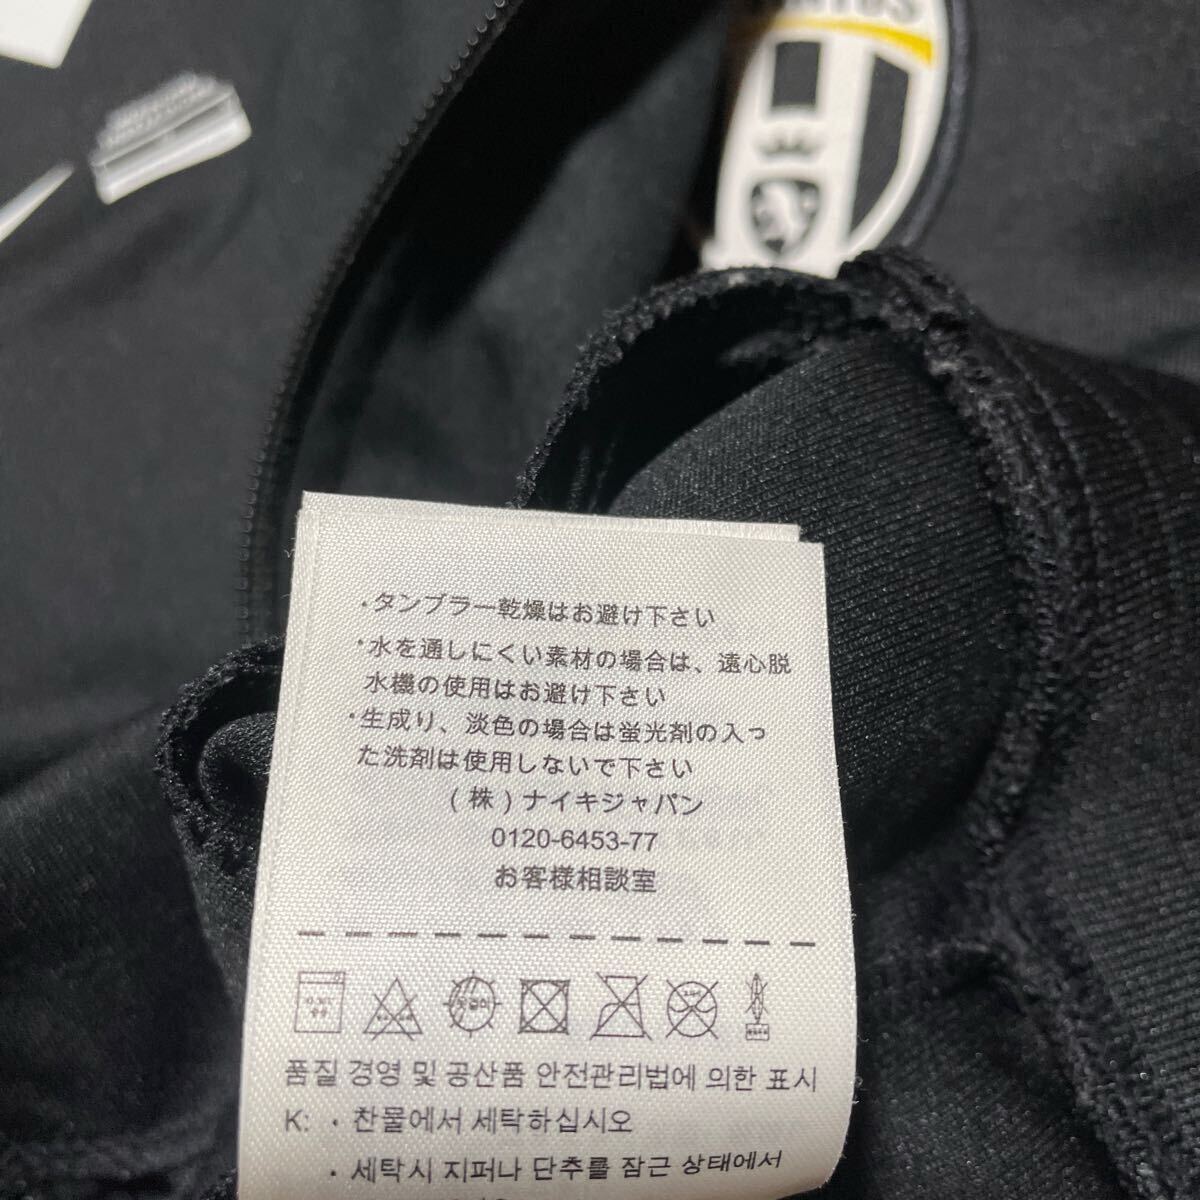 ・タンブラー乾燥はお避け下さい
・水を通しにくい素材の場合は、遠心脱
水機の使用はお避け下さい
・生成り、淡色の場合は蛍光剤の入っ
た洗剤は使用しないで下さい
(株)ナイキジャパン
0120-6453-77
お客様相談室
품질 경영 및 공산품 안전관리법에 의한 표시
K: ・ 찬물에서 세탁하십시오
・ 세탁시 지퍼나 단추를 잠근 상태에서